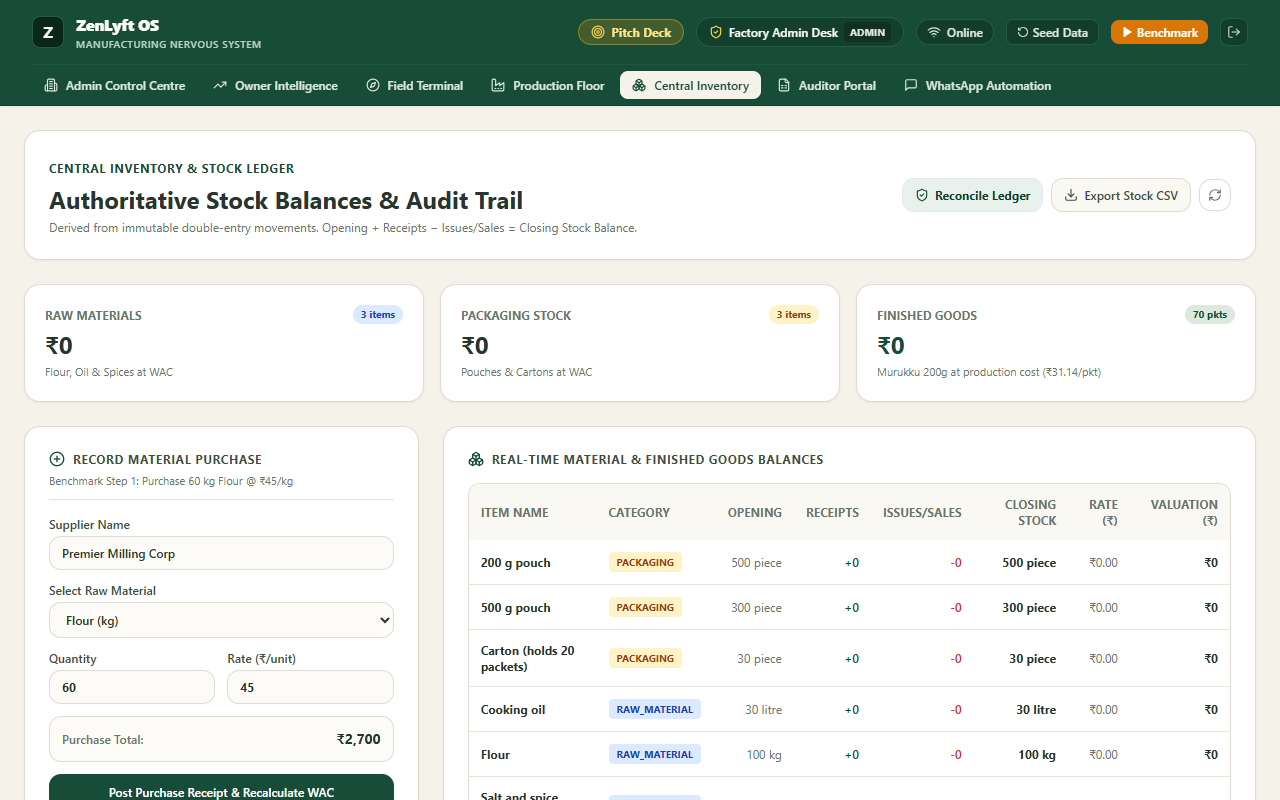 Z
ZenLyft OS
MANUFACTURING NERVOUS SYSTEM
Pitch Deck
Factory Admin Desk ADMIN
Online
Seed Data
Benchmark
Admin Control Centre
Owner Intelligence
Field Terminal
Production Floor
Central Inventory
Auditor Portal
WhatsApp Automation
CENTRAL INVENTORY & STOCK LEDGER
Authoritative Stock Balances & Audit Trail
Derived from immutable double-entry movements. Opening + Receipts − Issues/Sales = Closing Stock Balance.
Reconcile Ledger
Export Stock CSV
RAW MATERIALS
3 items
₹0
Flour, Oil & Spices at WAC
PACKAGING STOCK
3 items
₹0
Pouches & Cartons at WAC
FINISHED GOODS
70 pkts
₹0
Murukku 200g at production cost (₹31.14/pkt)
RECORD MATERIAL PURCHASE
Benchmark Step 1: Purchase 60 kg Flour @ ₹45/kg
Supplier Name
Premier Milling Corp
Select Raw Material
Flour (kg)
Quantity
Rate (₹/unit)
60
45
Purchase Total: ₹2,700
Post Purchase Receipt & Recalculate WAC
REAL-TIME MATERIAL & FINISHED GOODS BALANCES
ITEM NAME CATEGORY OPENING RECEIPTS ISSUES/SALES CLOSING STOCK RATE (₹) VALUATION (₹)
200 g pouch PACKAGING 500 piece +0 -0 500 piece ₹0.00 ₹0
500 g pouch PACKAGING 300 piece +0 -0 300 piece ₹0.00 ₹0
Carton (holds 20 packets) PACKAGING 30 piece +0 -0 30 piece ₹0.00 ₹0
Cooking oil RAW_MATERIAL 30 litre +0 -0 30 litre ₹0.00 ₹0
Flour RAW_MATERIAL 100 kg +0 -0 100 kg ₹0.00 ₹0
Salt and spice